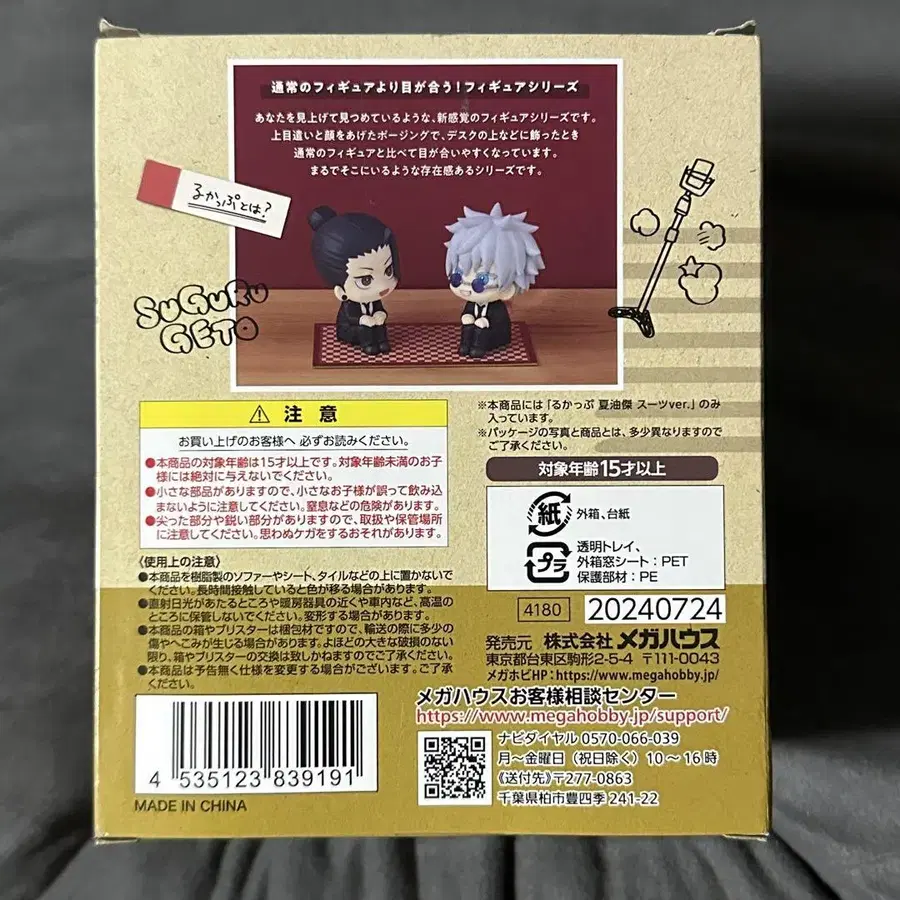 通常のフィギュアより目が合う!フィギュアシリーズ
あなたを見上げて見つめているような、新感覚のフィギュアシリーズです。
上目遣いと顔をあげたポージングで、デスクの上などに飾ったとき
通常のフィギュアと比べて目が合いやすくなっています。
まるでそこにいるような存在感あるシリーズです。
るかっぷとは?
SUGURU
GETO
⚠ 注意
お買い上げのお客様へ 必ずお読みください。
●本商品の対象年齢は15才以上です。対象年齢未満のお子
様には絶対に与えないでください。
●小さな部品がありますので、小さなお子様が誤って飲み込
まないように注意してください。窒息などの危険があります。
●尖った部分や鋭い部分がありますので、取扱や保管場所
に注意してください。思わぬケガをするおそれがあります。
〈使用上の注意〉
●本商品を樹脂製のソファーやシート、タイルなどの上に置かないで
ください。長時間接触していると色が移る場合があります。
●直射日光があたるところや暖房器具の近くや車内など、高温の
ところに保管しないでください。変形する場合があります。
●本商品の箱やブリスターは梱包材ですので、輸送の際に多少の
傷やへこみが生じる場合があります。よほどの大きな破損のない
限り、箱やブリスターの交換は致しかねますのでご了承ください。
●本商品は予告無く仕様を変更する場合がございます。ご了承
ください。
※本商品には「るかっぷ 夏油傑 スーツver.」のみ
入っています。
※パッケージの写真と商品とは、多少異なりますので
ご了承ください。
対象年齢15才以上
紙 外箱、台紙
プラ 透明トレイ、
外箱窓シート:PET
保護部材:PE
4180 20240724
発売元 株式会社 メガハウス
東京都台東区駒形2-5-4 〒111-0043
メガホビHP:https://www.megahobby.jp/
メガハウスお客様相談センター
https://www.megahobby.jp/support/
ナビダイヤル 0570-066-039
月~金曜日(祝日除く)10~16時
《送付先》〒277-0863
千葉県柏市豊四季241-22
4 535123 839191
MADE IN CHINA